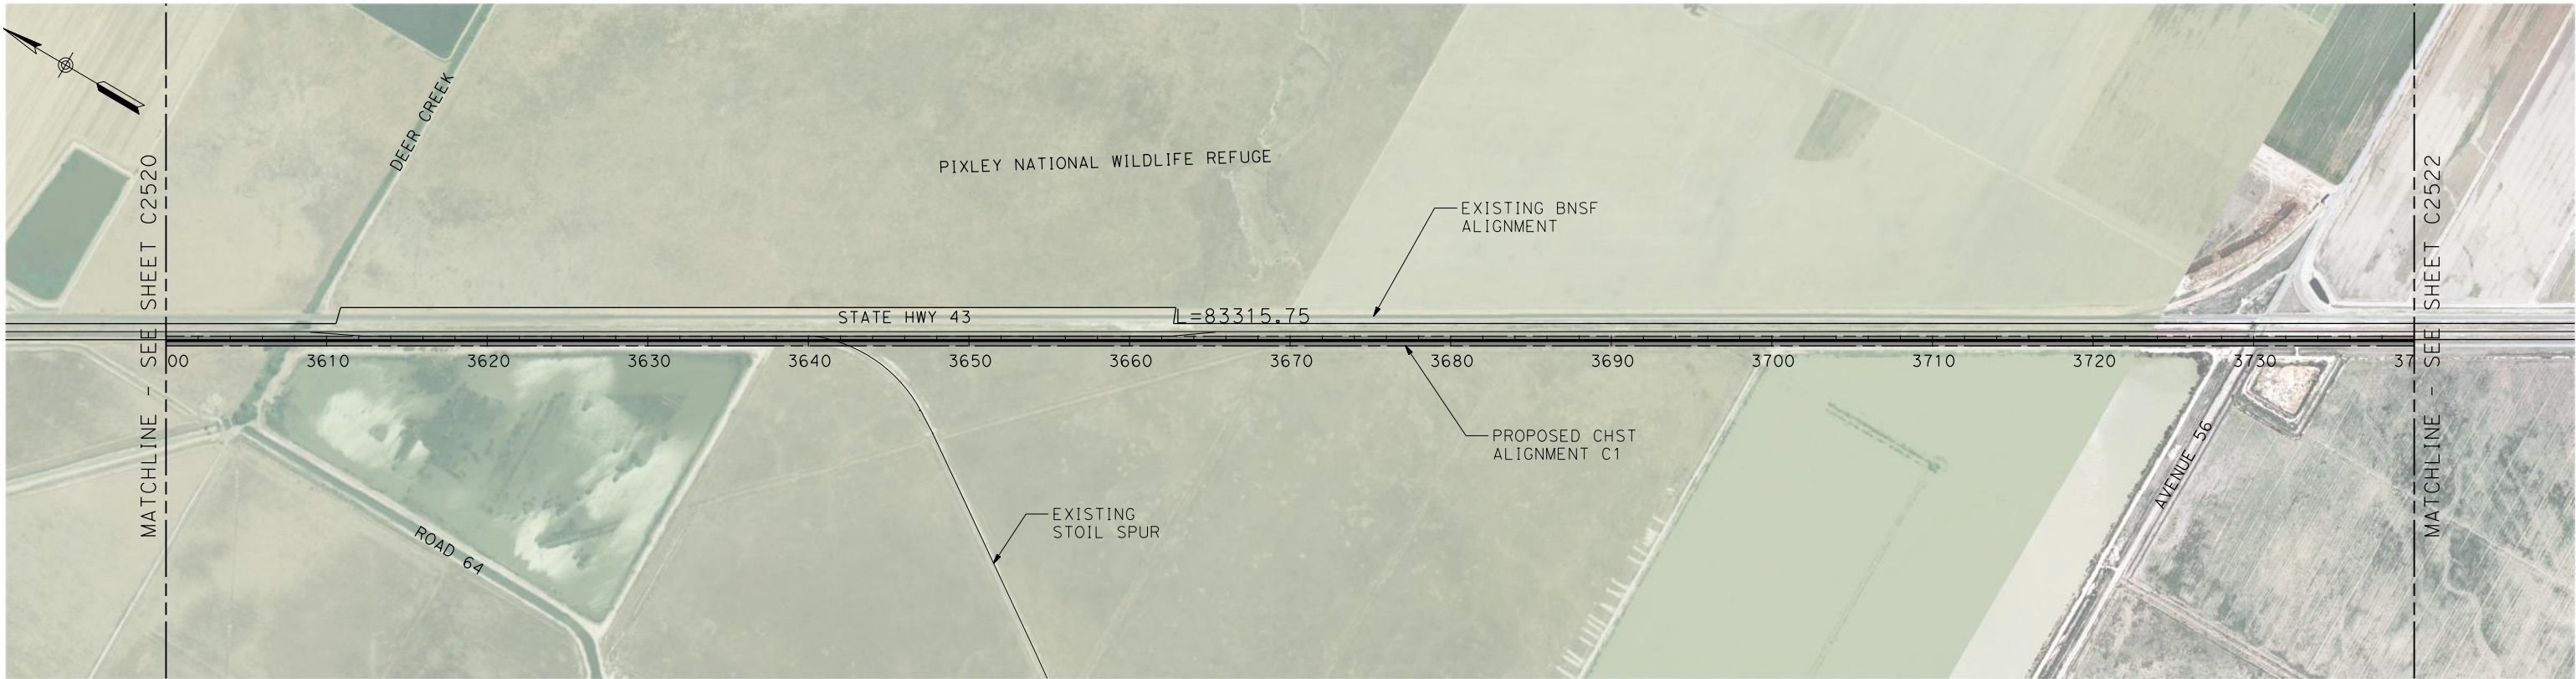 DEER CREEK
PIXLEY NATIONAL WILDLIFE REFUGE
MATCHLINE - SEE SHEET C2520
MATCHLINE - SEE SHEET C2522
EXISTING BNSF
ALIGNMENT
STATE HWY 43
L=83315.75
00 3610 3620 3630 3640 3650 3660 3670 3680 3690 3700 3710 3720 3730 37
PROPOSED CHST
ALIGNMENT C1
AVENUE 56
EXISTING
STOIL SPUR
ROAD 64